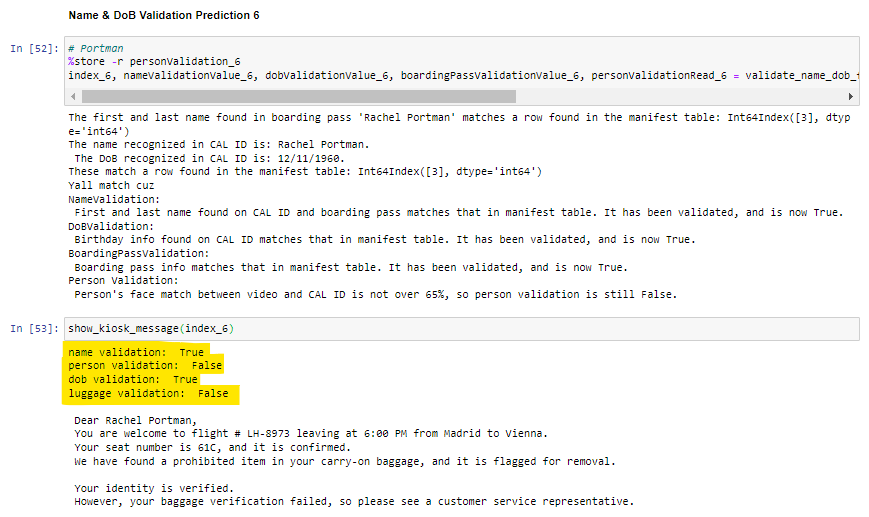 Name & DoB Validation Prediction 6
In [52]:
# Portman
%store -r personValidation_6
index_6, nameValidationValue_6, dobValidationValue_6, boardingPassValidationValue_6, personValidationRead_6 = validate_name_dob_
The first and last name found in boarding pass 'Rachel Portman' matches a row found in the manifest table: Int64Index([3], dtyp
e='int64')
The name recognized in CAL ID is: Rachel Portman.
The DoB recognized in CAL ID is: 12/11/1960.
These match a row found in the manifest table: Int64Index([3], dtype='int64')
Yall match cuz
NameValidation:
First and last name found on CAL ID and boarding pass matches that in manifest table. It has been validated, and is now True.
DoBValidation:
Birthday info found on CAL ID matches that in manifest table. It has been validated, and is now True.
BoardingPassValidation:
Boarding pass info matches that in manifest table. It has been validated, and is now True.
Person Validation:
Person's face match between video and CAL ID is not over 65%, so person validation is still False.
In [53]:
show_kiosk_message(index_6)
name validation:  True
person validation:  False
dob validation:  True
luggage validation:  False
Dear Rachel Portman,
You are welcome to flight # LH-8973 leaving at 6:00 PM from Madrid to Vienna.
Your seat number is 61C, and it is confirmed.
We have found a prohibited item in your carry-on baggage, and it is flagged for removal.
Your identity is verified.
However, your baggage verification failed, so please see a customer service representative.